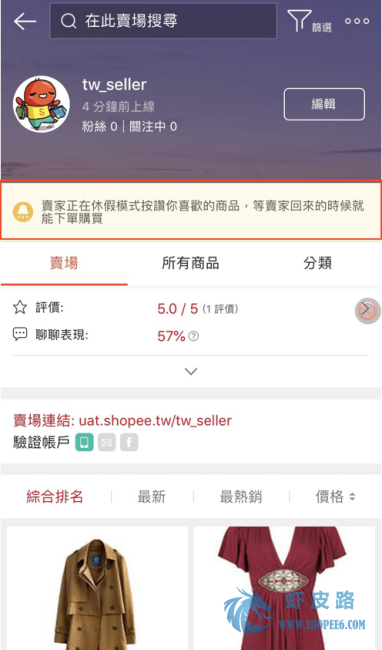 在此賣場搜尋
篩選
tw_seller
4 分鐘前上線
粉絲 0 | 關注中 0
編輯
賣家正在休假模式按讚你喜歡的商品，等賣家回來的時候就
能下單購買
賣場
所有商品
分類
評價:
5.0 / 5 (1 評價)
聊聊表現:
57%
賣場連結: uat.shopee.tw/tw_seller
驗證帳戶
綜合排名
最新
最熱銷
價格
虾皮路
WWW.SHOPEE6.COM